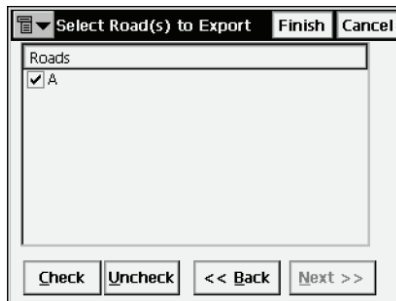 Select Road(s) to Export Finish Cancel
Roads
A
Check Uncheck << Back Next >>